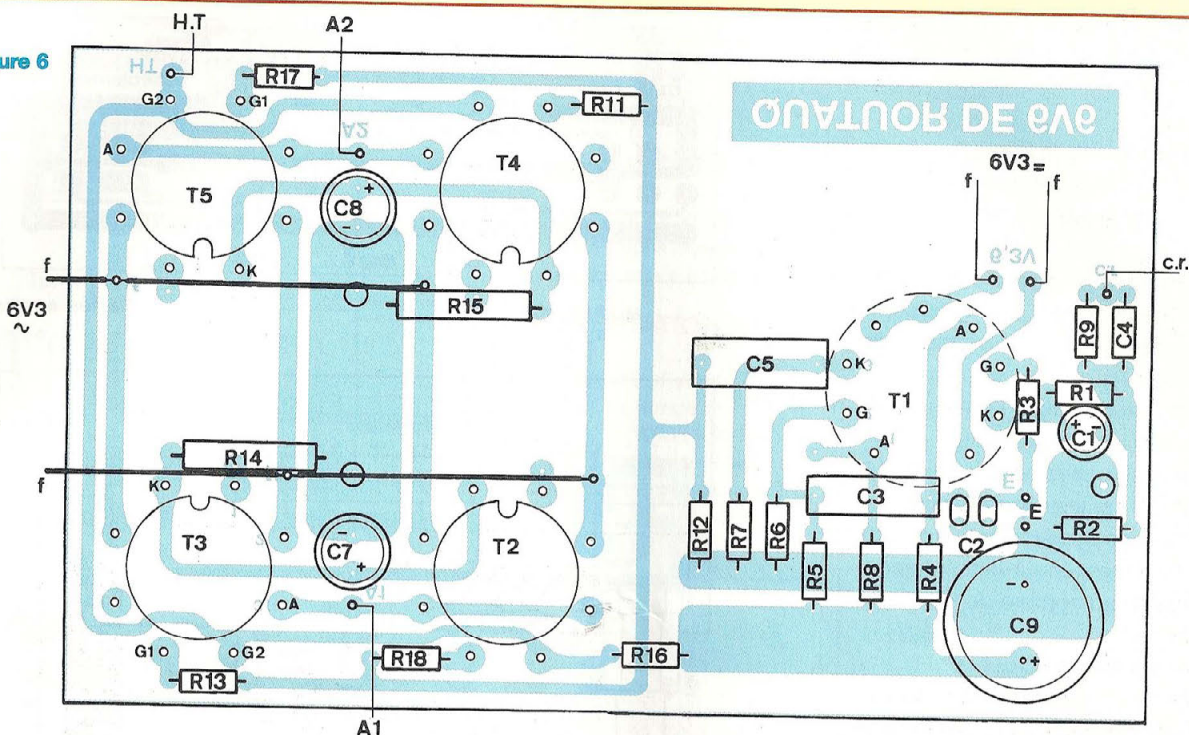 ure 6
H.T
A2
HT
R17
G2
G1
R11
QUATUOR DE 6V6
A
A2
T5
T4
+
C8
-
6V3 =
f
f
6,3V
c.r.
c.r
f
K
6V3
~
R15
R9
C4
C5
K
A
G
T1
R3
R1
G
K
+ -
C1
A
R14
f
K
C3
E
E
R12
R7
R6
C2
R2
T3
-
C7
+
T2
R5
R8
R4
-
C9
+
A
A1
G1
G2
R18
R16
R13
A1